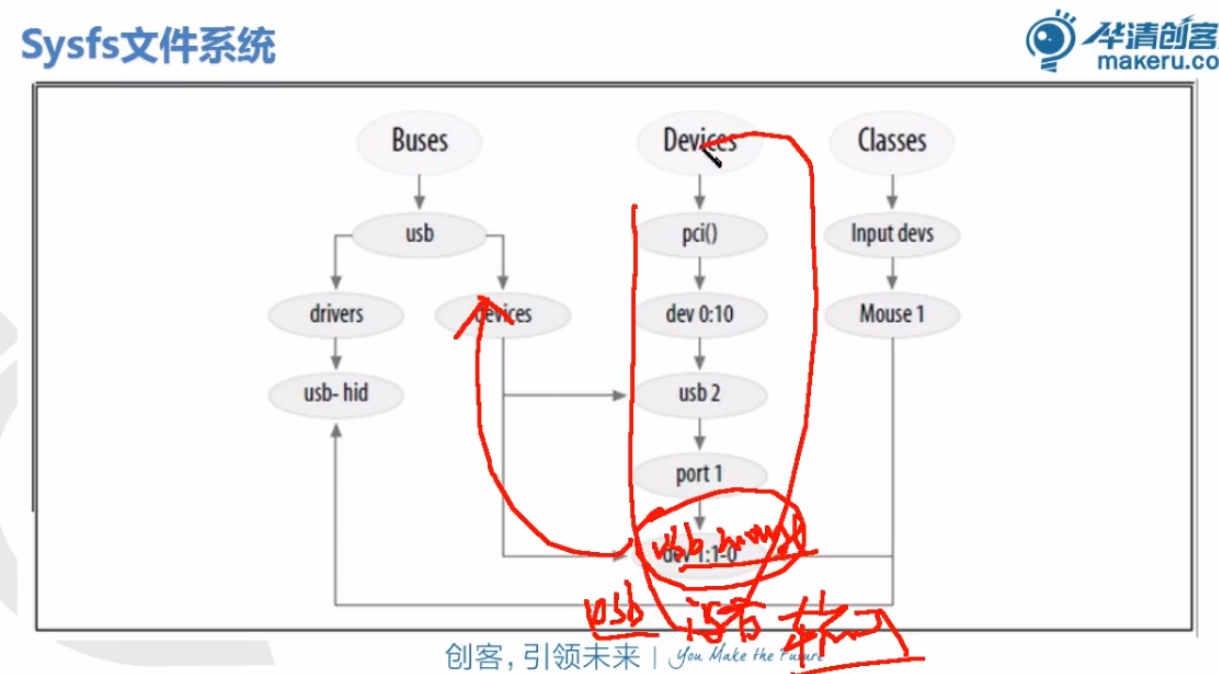 Sysfs文件系统
华清创客
makeru.co
Buses
Devices
Classes
usb
pci()
Input devs
drivers
devices
dev 0:10
Mouse 1
usb- hid
usb 2
port 1
usb mouse
dev 1:1-0
usb 设备
创客，引领未来 | You Make the Future